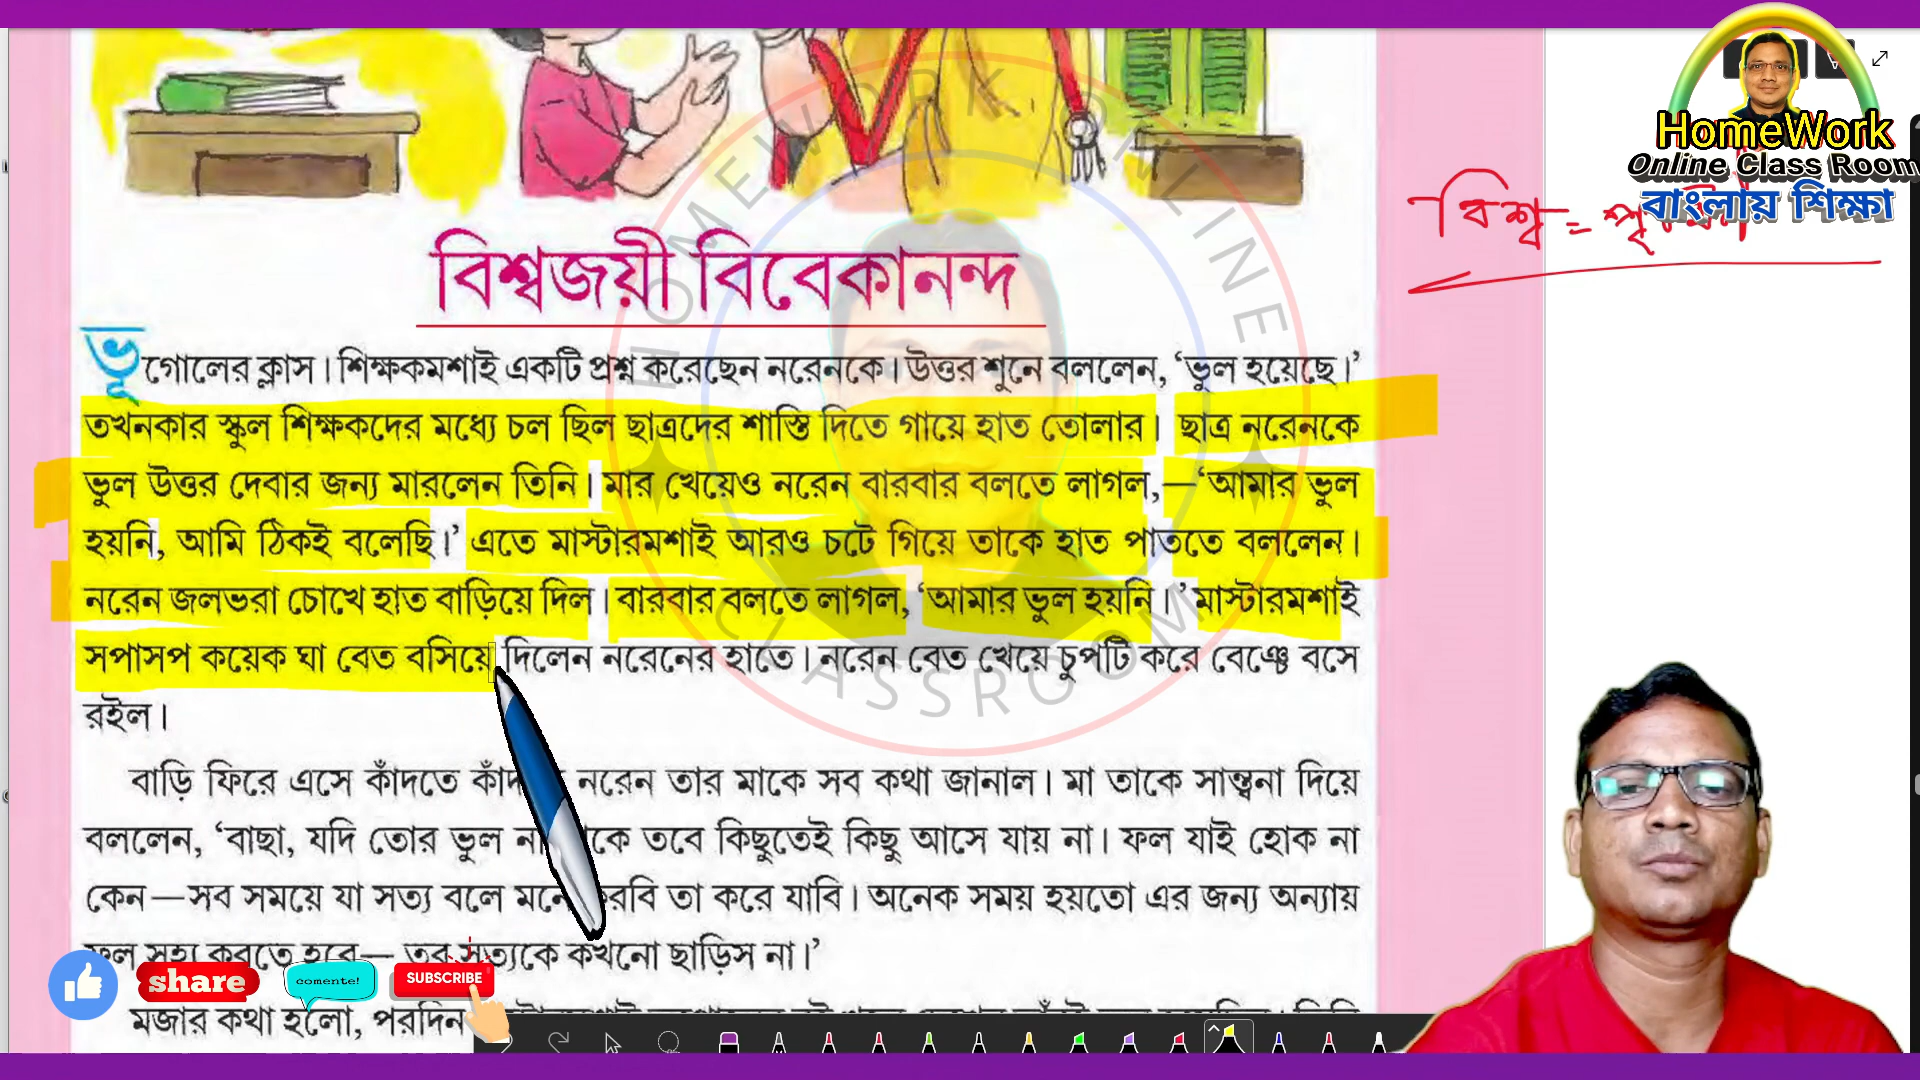 HomeWork
Online Class Room
বাংলায় শিক্ষা
বিশ্ব =
HOMEWORK ONLINE CLASSROOM
বিশ্বজয়ী বিবেকানন্দ
ভূগোলের ক্লাস। শিক্ষকমশাই একটি প্রশ্ন করেছেন নরেনকে। উত্তর শুনে বললেন, ‘ভুল হয়েছে।’
তখনকার স্কুল শিক্ষকদের মধ্যে চল ছিল ছাত্রদের শাস্তি দিতে গায়ে হাত তোলার। ছাত্র নরেনকে
ভুল উত্তর দেবার জন্য মারলেন তিনি। মার খেয়েও নরেন বারবার বলতে লাগল,—‘আমার ভুল
হয়নি, আমি ঠিকই বলেছি।’ এতে মাস্টারমশাই আরও চটে গিয়ে তাকে হাত পাততে বললেন।
নরেন জলভরা চোখে হাত বাড়িয়ে দিল। বারবার বলতে লাগল, ‘আমার ভুল হয়নি।’ মাস্টারমশাই
সপাসপ কয়েক ঘা বেত বসিয়ে দিলেন নরেনের হাতে। নরেন বেত খেয়ে চুপটি করে বেঞ্চে বসে
রইল।
বাড়ি ফিরে এসে কাঁদতে নরেন তার মাকে সব কথা জানাল। মা তাকে সান্ত্বনা দিয়ে
বললেন, ‘বাছা, যদি তোর ভুল তবে কিছুতেই কিছু আসে যায় না। ফল যাই হোক না
কেন—সব সময়ে যা সত্য বলে মনে করবি তা করে যাবি। অনেক সময় হয়তো এর জন্য অন্যায়
ফল সহ্য করতে হবে— তবু সত্যকে কখনো ছাড়িস না।’
share
comente!
SUBSCRIBE
মজার কথা হলো, পরদিন